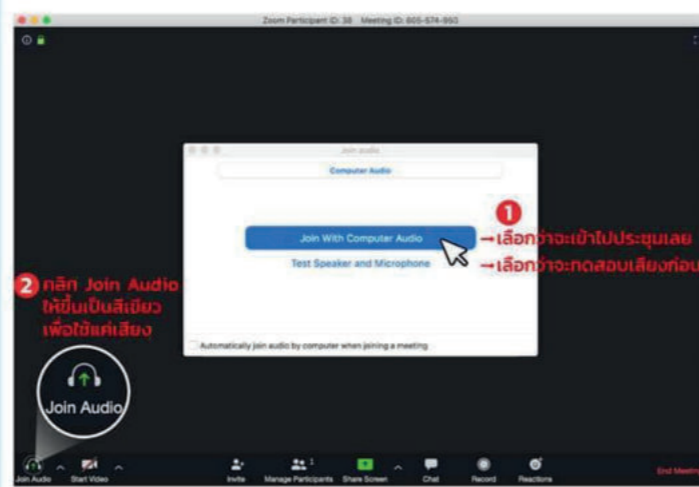 Zoom Participant ID: 38 Meeting ID: 605-574-950
Join audio
Computer Audio
1
Join With Computer Audio
→เลือกว่าจะเข้าไปประชุมเลย
Test Speaker and Microphone
→เลือกว่าจะทดสอบเสียงก่อน
2 คลิก Join Audio
ให้ขึ้นเป็นสีเขียว
เพื่อใช้แค่เสียง
Automatically join audio by computer when joining a meeting
Join Audio
Join Audio
Start Video
Invite
1
Manage Participants
Share Screen
Chat
Record
Reactions